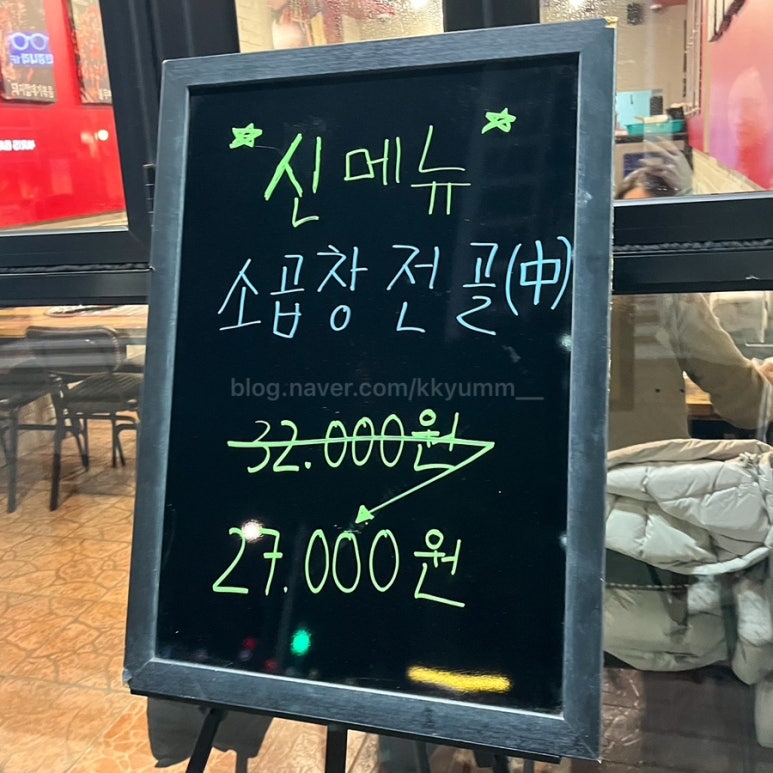 신메뉴
소곱창 전골(中)
blog.naver.com/kkyumm__
32.000원
27.000원